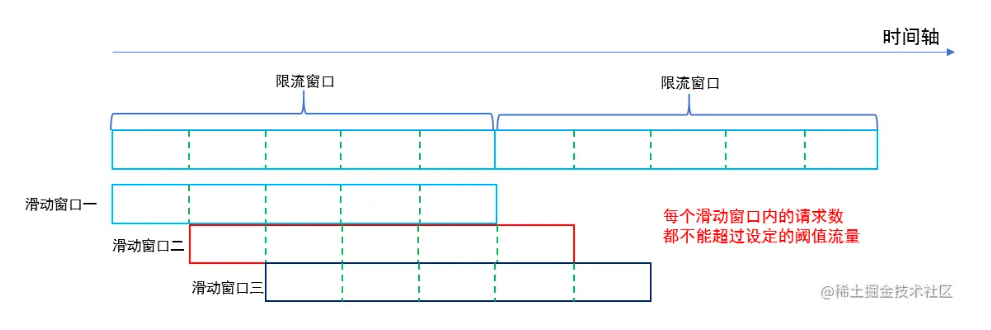 时间轴
限流窗口
限流窗口
滑动窗口一
滑动窗口二
滑动窗口三
每个滑动窗口内的请求数
都不能超过设定的阈值流量
@稀土掘金技术社区